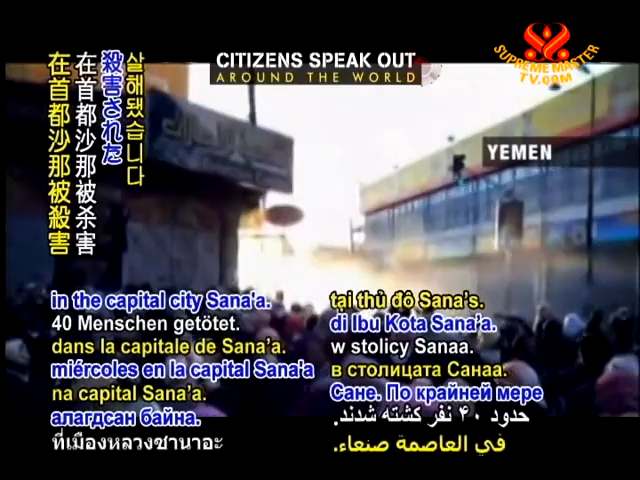 CITIZENS SPEAK OUT
AROUND THE WORLD
SUPREME MASTER
TV.COM
YEMEN
살해됐습니다
殺害された
在首都沙那被杀害
在首都沙那被殺害
in the capital city Sana'a.
40 Menschen getötet.
dans la capitale de Sana'a.
miércoles en la capital Sana'a
na capital Sana'a.
алагдсан байна.
ที่เมืองหลวงซานาอะ
tại thủ đô Sana's.
di Ibu Kota Sana'a.
w stolicy Sanaa.
в столицата Санаа.
Сане. По крайней мере
حدود ۴۰ نفر کشته شدند.
في العاصمة صنعاء.